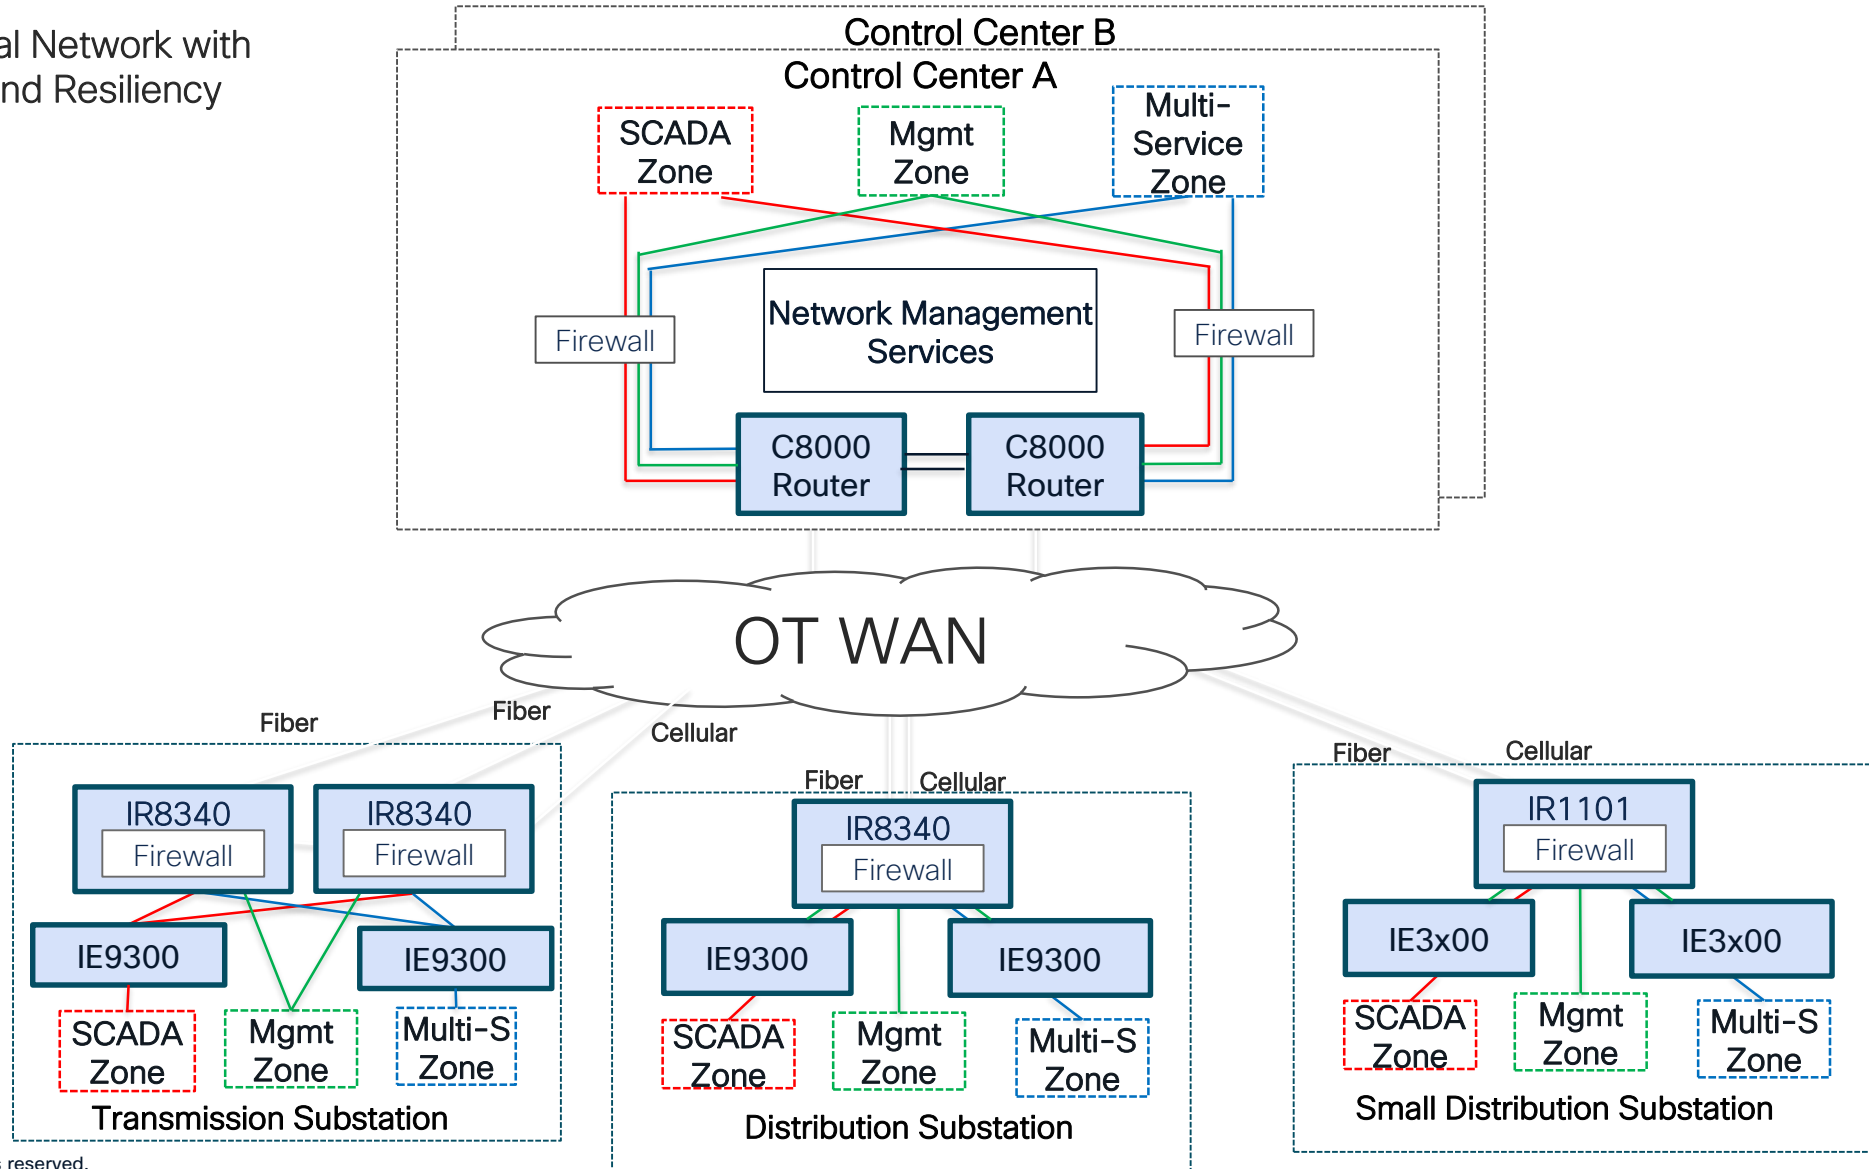 al Network with
nd Resiliency
Control Center B
Control Center A
SCADA
Zone
Mgmt
Zone
Multi-
Service
Zone
Network Management
Services
Firewall
Firewall
C8000
Router
C8000
Router
OT WAN
Fiber
Fiber
Cellular
Fiber
Cellular
Fiber
Cellular
IR8340
Firewall
IR8340
Firewall
IE9300
IE9300
SCADA
Zone
Mgmt
Zone
Multi-S
Zone
Transmission Substation
IR8340
Firewall
IE9300
IE9300
SCADA
Zone
Mgmt
Zone
Multi-S
Zone
Distribution Substation
IR1101
Firewall
IE3x00
IE3x00
SCADA
Zone
Mgmt
Zone
Multi-S
Zone
Small Distribution Substation
s reserved.